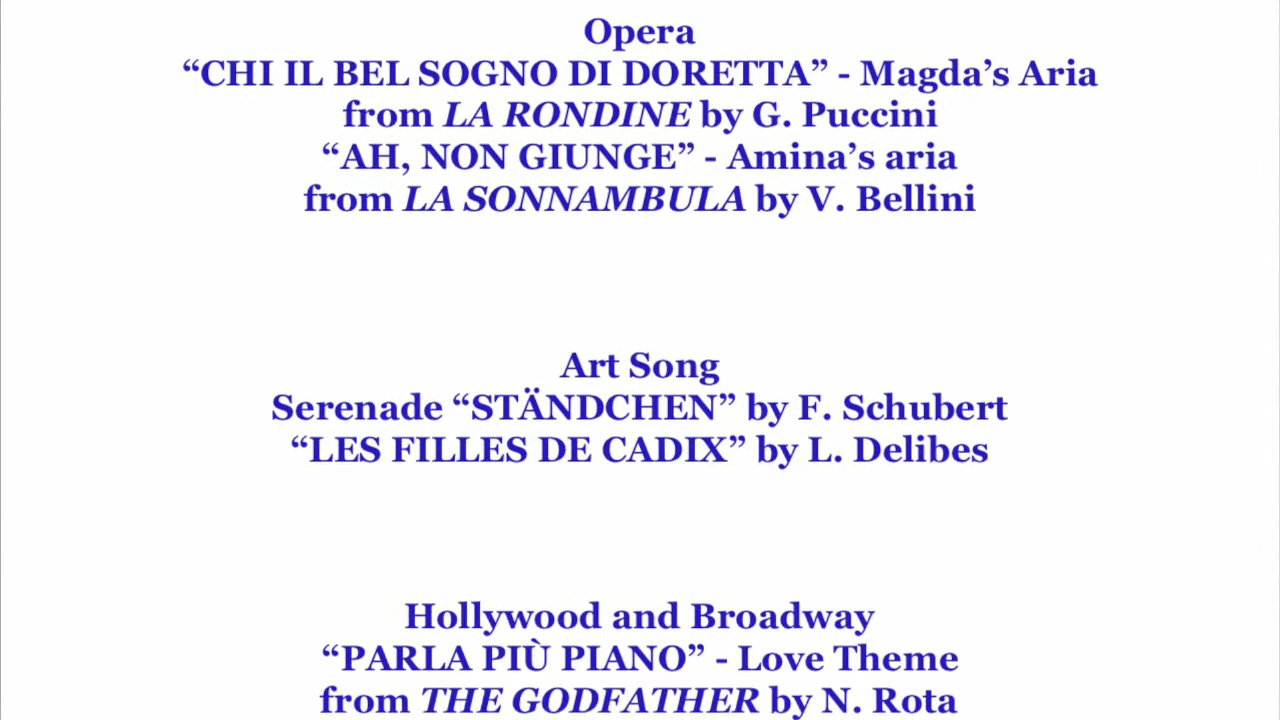 Opera
“CHI IL BEL SOGNO DI DORETTA” - Magda’s Aria
from LA RONDINE by G. Puccini
“AH, NON GIUNGE” - Amina’s aria
from LA SONNAMBULA by V. Bellini
Art Song
Serenade “STÄNDCHEN” by F. Schubert
“LES FILLES DE CADIX” by L. Delibes
Hollywood and Broadway
“PARLA PIÙ PIANO” - Love Theme
from THE GODFATHER by N. Rota